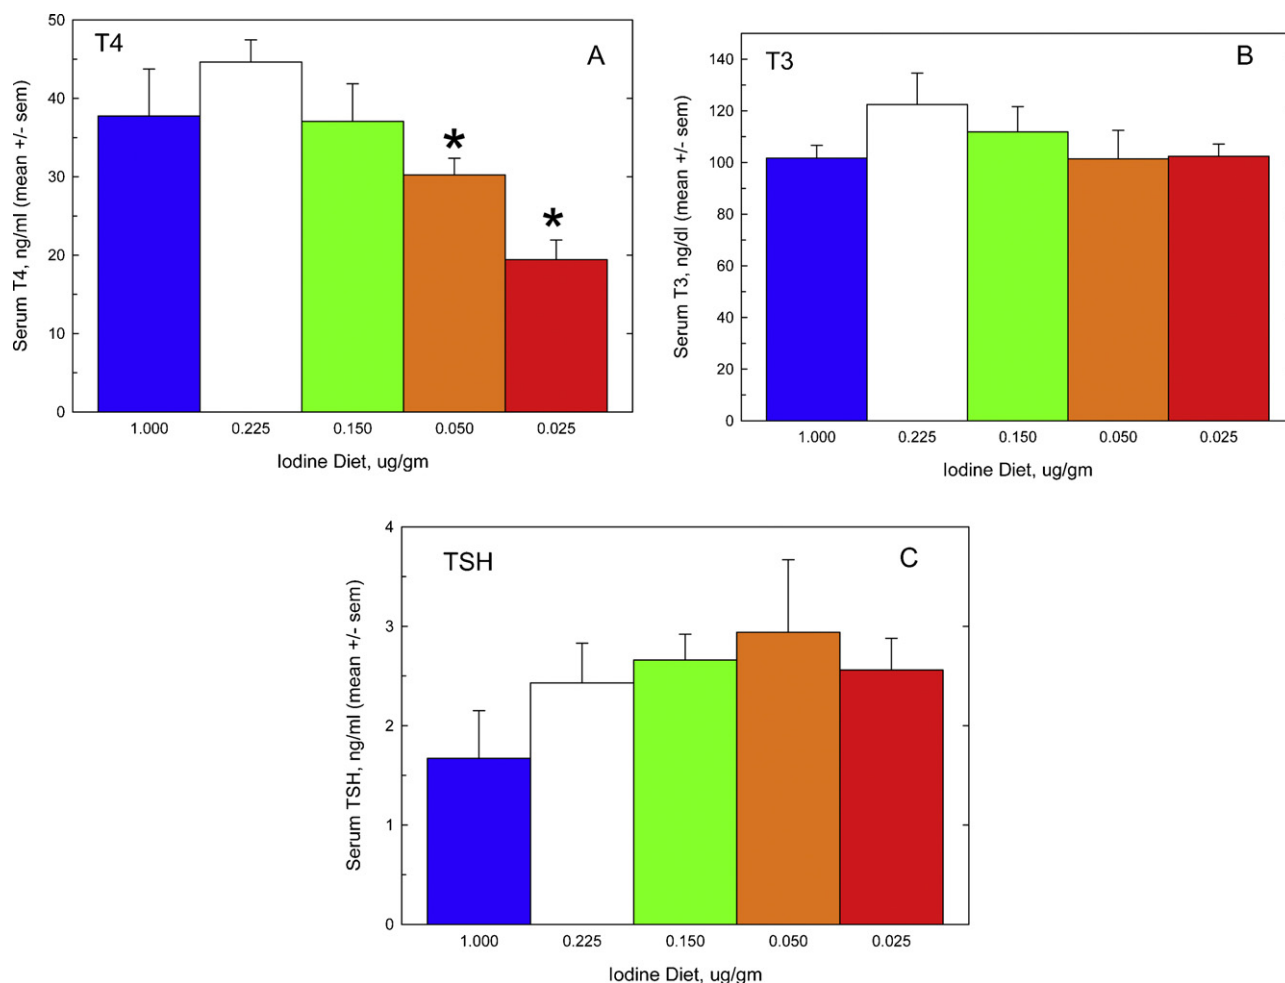 T4
A
Serum T4, ng/ml (mean +/- sem)
50
40
30
20
10
0
*
*
1.000 0.225 0.150 0.050 0.025
Iodine Diet, ug/gm
T3
B
Serum T3, ng/dl (mean +/- sem)
140
120
100
80
60
40
20
0
1.000 0.225 0.150 0.050 0.025
Iodine Diet, ug/gm
TSH
C
Serum TSH, ng/ml (mean +/- sem)
4
3
2
1
0
1.000 0.225 0.150 0.050 0.025
Iodine Diet, ug/gm